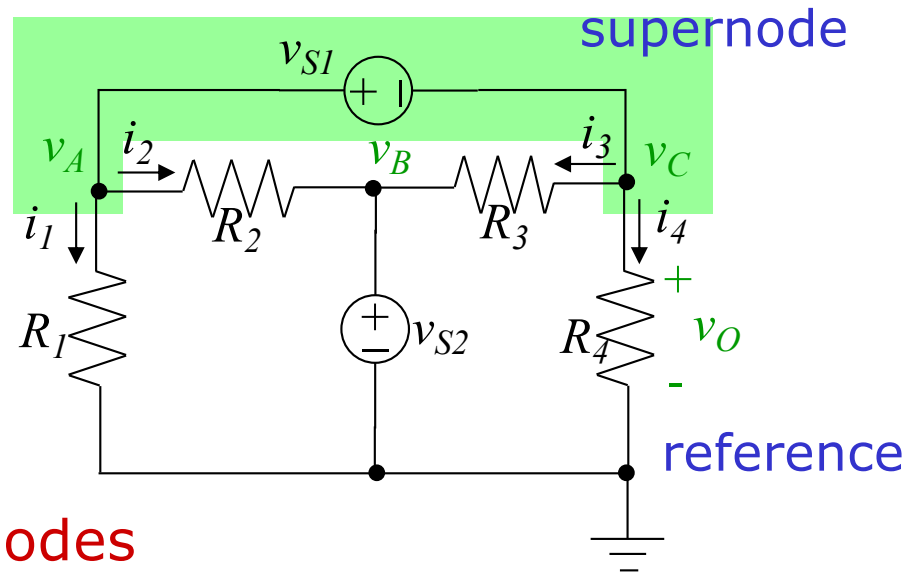 supernode
vS1
+ -
vA
i2
vB
i3
vC
i1
R2
R3
i4
+
R1
+
-
vS2
R4
vO
-
reference
odes